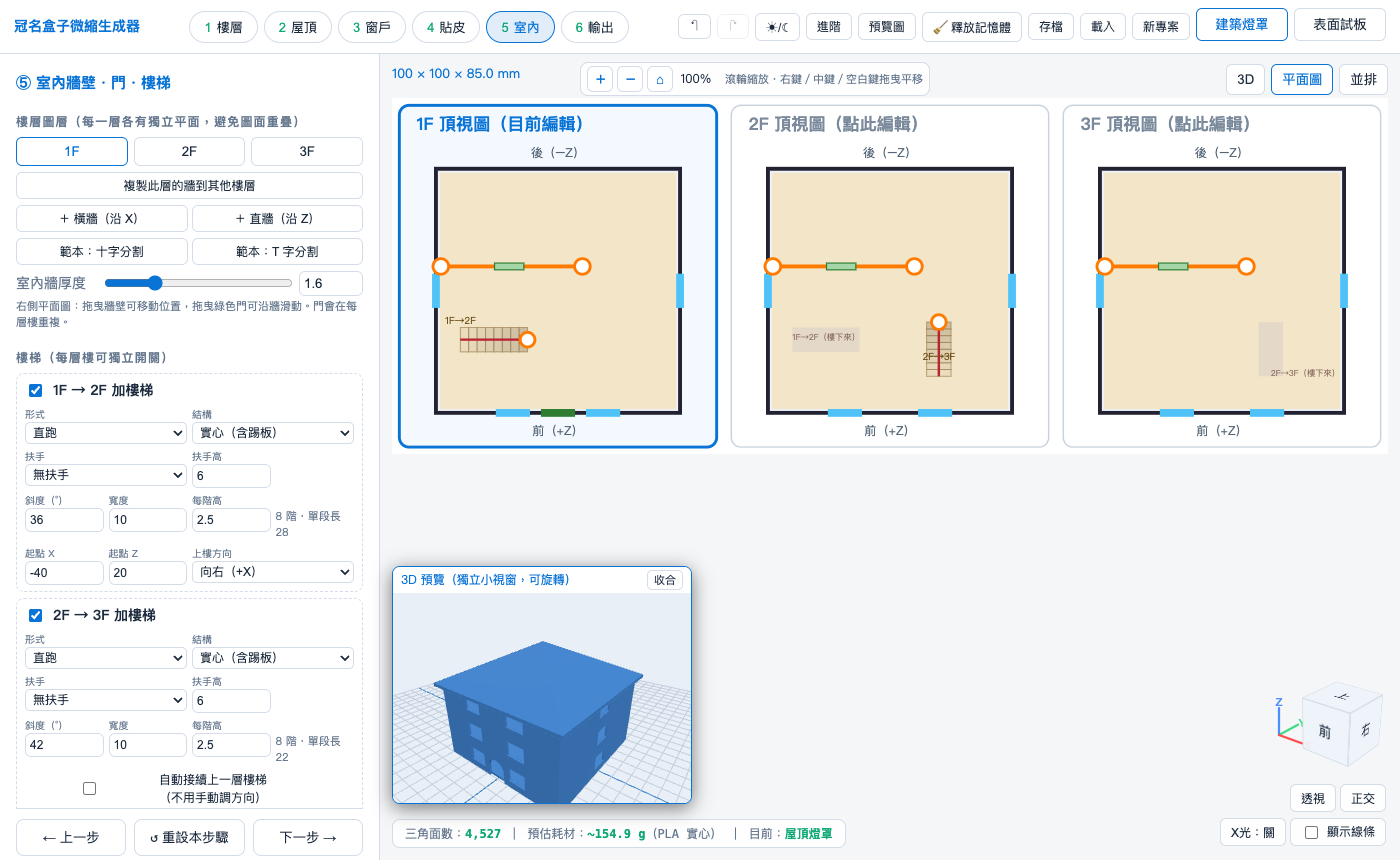 冠名盒子微縮生成器
1 樓層
2 屋頂
3 窗戶
4 貼皮
5 室內
6 輸出
☀/☾
進階
預覽圖
🧹 釋放記憶體
存檔
載入
新專案
建築燈罩
表面試板
⑤ 室內牆壁・門・樓梯
樓層圖層（每一層各有獨立平面，避免圖面重疊）
1F
2F
3F
複製此層的牆到其他樓層
＋ 橫牆（沿 X）
＋ 直牆（沿 Z）
範本：十字分割
範本：T 字分割
室內牆厚度
1.6
右側平面圖：拖曳牆壁可移動位置，拖曳綠色門可沿牆滑動。門會在每
層樓重複。
樓梯（每層樓可獨立開關）
1F → 2F 加樓梯
形式
結構
直跑
實心（含踢板）
扶手
扶手高
無扶手
6
斜度（°）
寬度
每階高
36
10
2.5
8 階・單段長
28
起點 X
起點 Z
上樓方向
-40
20
向右（+X）
2F → 3F 加樓梯
形式
結構
直跑
實心（含踢板）
扶手
扶手高
無扶手
6
斜度（°）
寬度
每階高
42
10
2.5
8 階・單段長
22
自動接續上一層樓梯
（不用手動調方向）
← 上一步
↺ 重設本步驟
下一步 →
100 × 100 × 85.0 mm
+
−
⌂
100%
滾輪縮放・右鍵 / 中鍵 / 空白鍵拖曳平移
3D
平面圖
並排
1F 頂視圖（目前編輯）
後（−Z）
1F→2F
前（+Z）
2F 頂視圖（點此編輯）
後（−Z）
1F→2F（樓下來）
2F→3F
前（+Z）
3F 頂視圖（點此編輯）
後（−Z）
2F→3F（樓下來）
前（+Z）
3D 預覽（獨立小視窗，可旋轉）
收合
Z
上
前
右
透視
正交
三角面數：4,527 | 預估耗材：~154.9 g (PLA 實心) | 目前：屋頂燈罩
X光：關
顯示線條